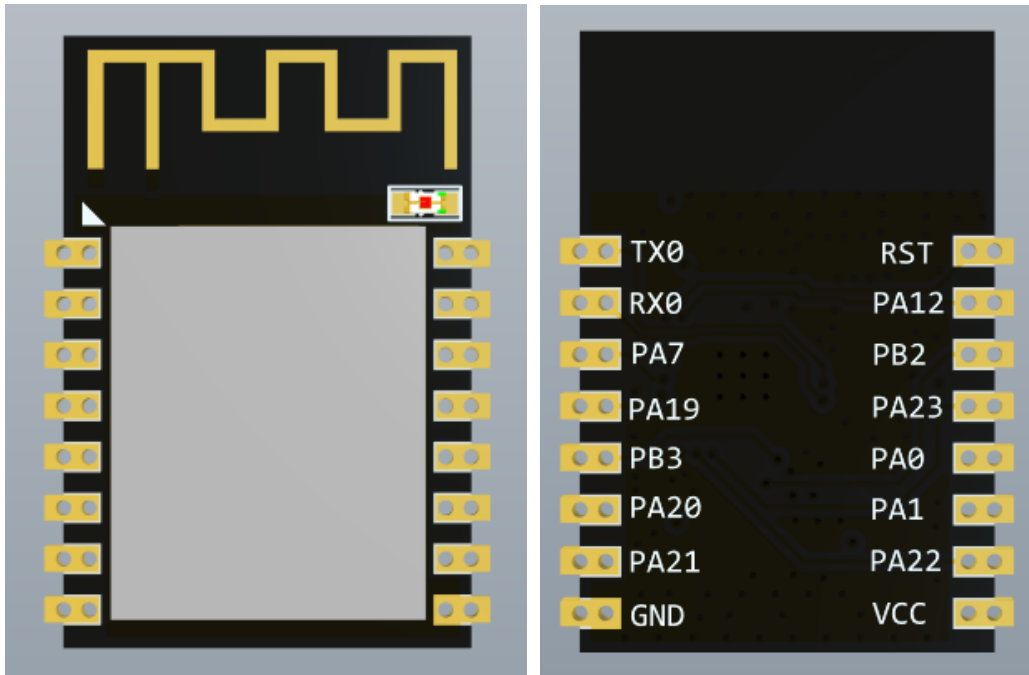 TX0 RST
RX0 PA12
PA7 PB2
PA19 PA23
PB3 PA0
PA20 PA1
PA21 PA22
GND VCC